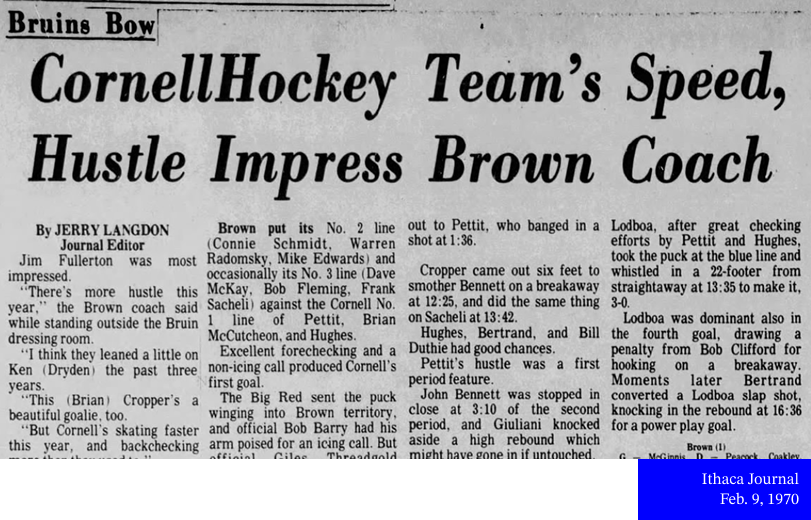 Bruins Bow
CornellHockey Team's Speed,
Hustle Impress Brown Coach
By JERRY LANGDON
Journal Editor
Jim Fullerton was most
impressed.
"There's more hustle this
year," the Brown coach said
while standing outside the Bruin
dressing room.
"I think they leaned a little on
Ken (Dryden) the past three
years.
"This (Brian) Cropper's a
beautiful goalie, too.
"But Cornell's skating faster
this year, and backchecking
Brown put its No. 2 line
(Connie Schmidt, Warren
Radomsky, Mike Edwards) and
occasionally its No. 3 line (Dave
McKay, Bob Fleming, Frank
Sacheli) against the Cornell No.
1 line of Pettit, Brian
McCutcheon, and Hughes.
Excellent forechecking and a
non-icing call produced Cornell's
first goal.
The Big Red sent the puck
winging into Brown territory,
and official Bob Barry had his
arm poised for an icing call. But
official Giles Threadgold
out to Pettit, who banged in a
shot at 1:36.
Cropper came out six feet to
smother Bennett on a breakaway
at 12:25, and did the same thing
on Sacheli at 13:42.
Hughes, Bertrand, and Bill
Duthie had good chances.
Pettit's hustle was a first
period feature.
John Bennett was stopped in
close at 3:10 of the second
period, and Giuliani knocked
aside a high rebound which
might have gone in if untouched.
Lodboa, after great checking
efforts by Pettit and Hughes,
took the puck at the blue line and
whistled in a 22-footer from
straightaway at 13:35 to make it,
3-0.
Lodboa was dominant also in
the fourth goal, drawing a
penalty from Bob Clifford for
hooking on a breakaway.
Moments later Bertrand
converted a Lodboa slap shot,
knocking in the rebound at 16:36
for a power play goal.
Brown (1)
G — McGinnis, D — Peacock, Coakley,
Ithaca Journal
Feb. 9, 1970